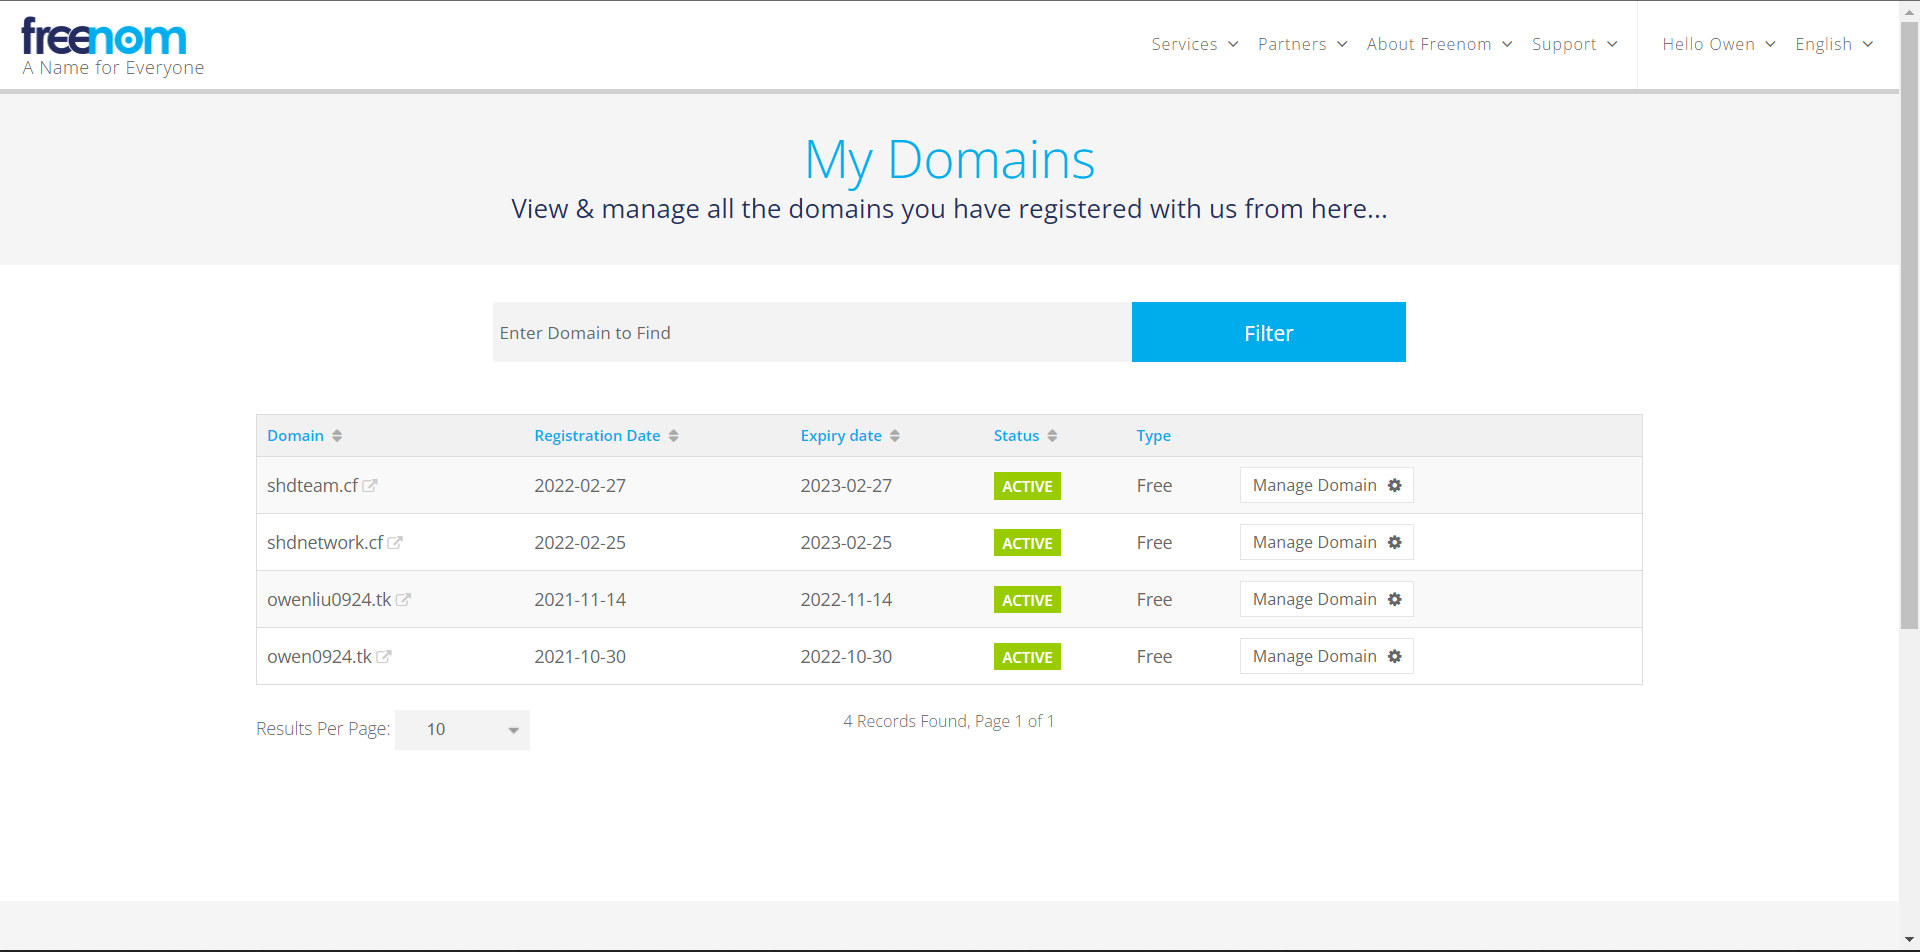 freenom
A Name for Everyone
Services Partners About Freenom Support Hello Owen English
My Domains
View & manage all the domains you have registered with us from here...
Enter Domain to Find Filter
Domain Registration Date Expiry date Status Type
shdteam.cf 2022-02-27 2023-02-27 ACTIVE Free Manage Domain
shdnetwork.cf 2022-02-25 2023-02-25 ACTIVE Free Manage Domain
owenliu0924.tk 2021-11-14 2022-11-14 ACTIVE Free Manage Domain
owen0924.tk 2021-10-30 2022-10-30 ACTIVE Free Manage Domain
Results Per Page: 10 4 Records Found, Page 1 of 1